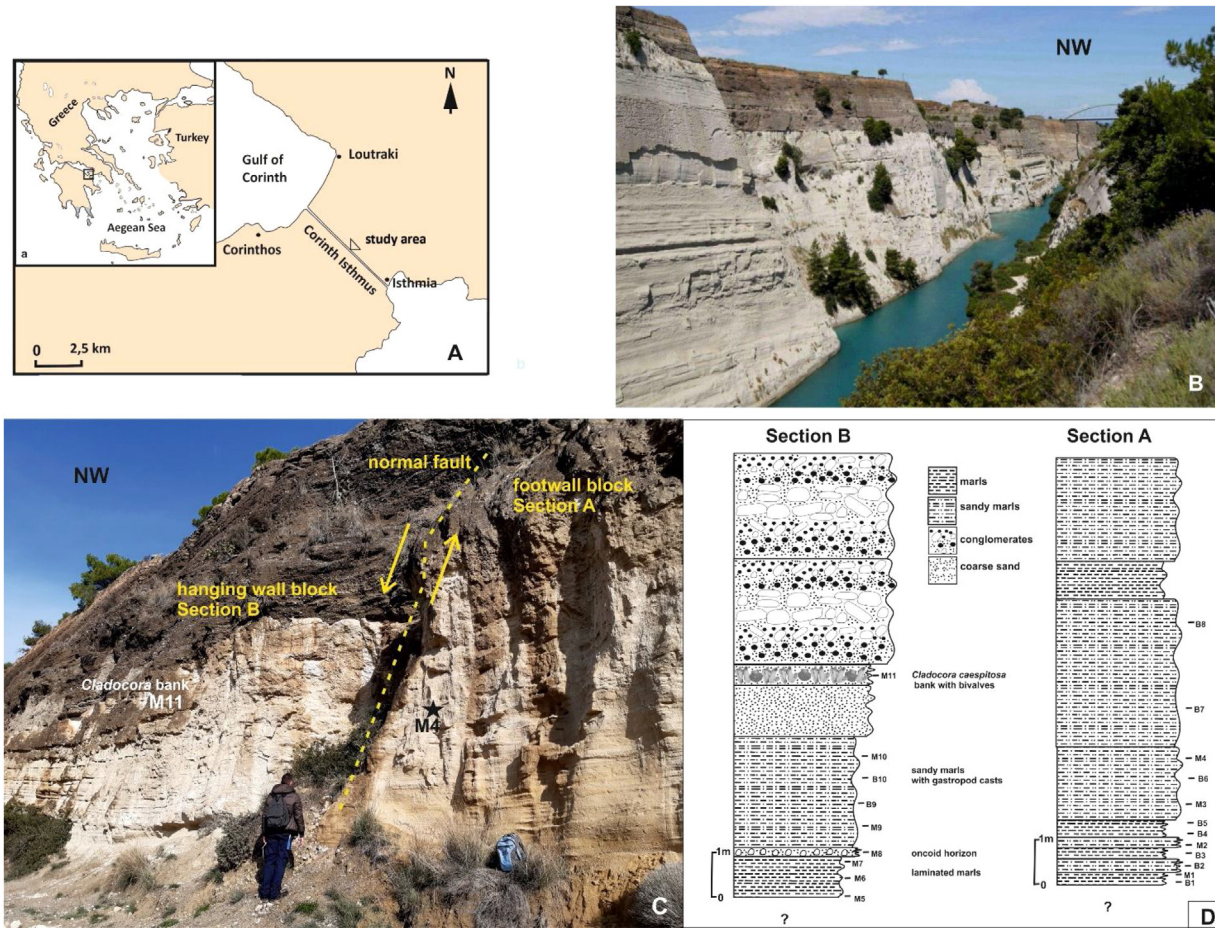 N
Greece
Turkey
Aegean Sea
a
Gulf of
Corinth
Loutraki
Corinthos
study area
Corinth Isthmus
Isthmia
0 2,5 km
A
b
NW
B
NW
normal fault
footwall block
Section A
hanging wall block
Section B
Cladocora bank
M11
M4
C
Section B
Section A
marls
sandy marls
conglomerates
coarse sand
M11
Cladocora caespitosa
bank with bivalves
M10
B10
sandy marls
with gastropod casts
B9
M9
M8
oncoid horizon
M7
laminated marls
M6
M5
1m
0
?
B8
B7
M4
B6
M3
B5
B4
M2
B3
B2
M1
B1
1m
0
?
D